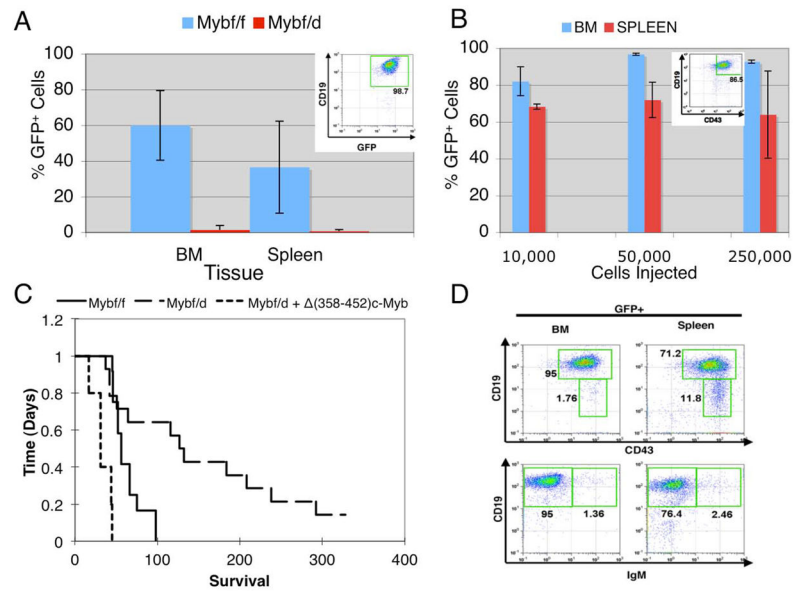 A
Mybf/f Mybf/d
% GFP+ Cells
100
80
60
40
20
0
BM Spleen
Tissue
CD19
98.7
GFP
B
BM SPLEEN
% GFP+ Cells
100
80
60
40
20
0
10,000 50,000 250,000
Cells Injected
CD19
86.5
CD43
C
Mybf/f Mybf/d Mybf/d + Δ(358-452)c-Myb
Time (Days)
1.2
1
0.8
0.6
0.4
0.2
0
0 100 200 300 400
Survival
D
GFP+
BM Spleen
CD19
95
1.76
71.2
11.8
CD43
CD19
95 1.36
76.4 2.46
IgM